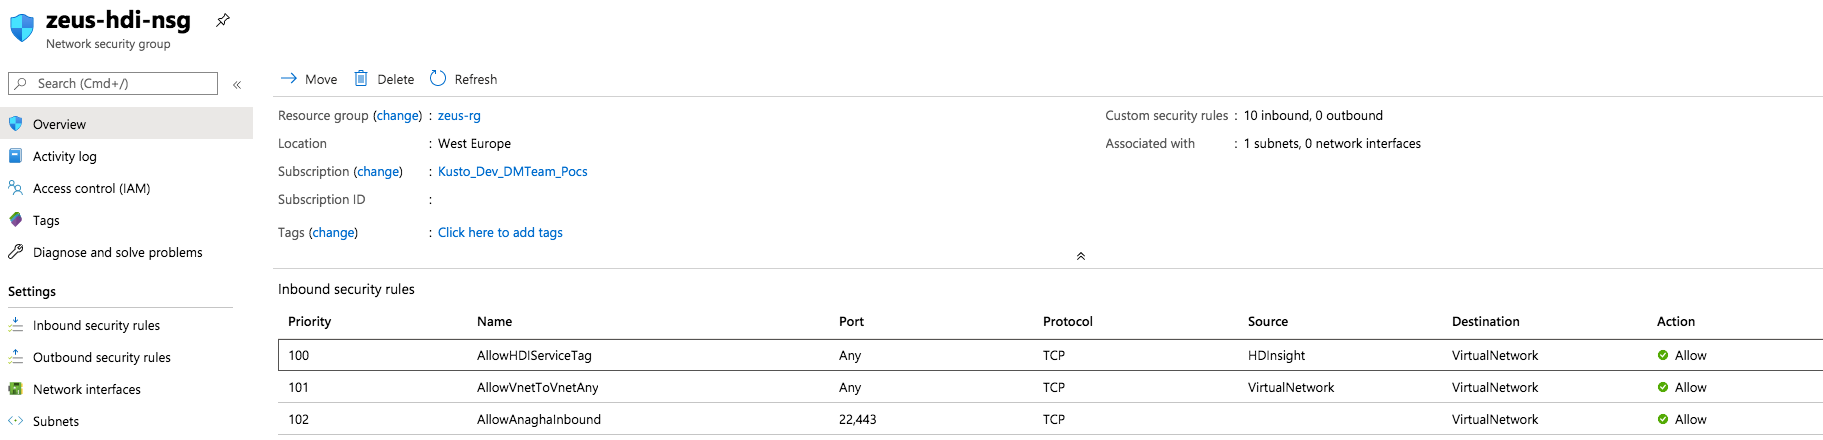 zeus-hdi-nsg
Network security group
Search (Cmd+/)
«
Overview
Activity log
Access control (IAM)
Tags
Diagnose and solve problems
Settings
Inbound security rules
Outbound security rules
Network interfaces
Subnets
Move Delete Refresh
Resource group (change) : zeus-rg
Location : West Europe
Subscription (change) : Kusto_Dev_DMTeam_Pocs
Subscription ID :
Tags (change) : Click here to add tags
Custom security rules : 10 inbound, 0 outbound
Associated with : 1 subnets, 0 network interfaces
Inbound security rules
Priority Name Port Protocol Source Destination Action
100 AllowHDIServiceTag Any TCP HDInsight VirtualNetwork Allow
101 AllowVnetToVnetAny Any TCP VirtualNetwork VirtualNetwork Allow
102 AllowAnaghaInbound 22,443 TCP VirtualNetwork Allow